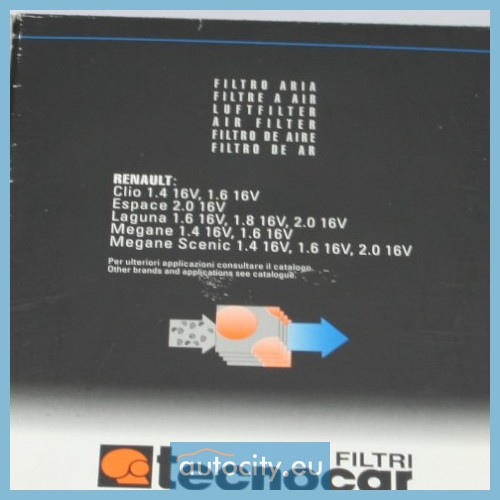 FILTRO ARIA
FILTRE A AIR
LUFTFILTER
AIR FILTER
FILTRO DE AIRE
FILTRO DE AR
RENAULT:
Clio 1.4 16V, 1.6 16V
Espace 2.0 16V
Laguna 1.6 16V, 1.8 16V, 2.0 16V
Megane 1.4 16V, 1.6 16V
Megane Scenic 1.4 16V, 1.6 16V, 2.0 16V
Per ulteriori applicazioni consultare il catalogo.
Other brands and applications see catalogue.
FILTRI
tecnocar
autocity.eu